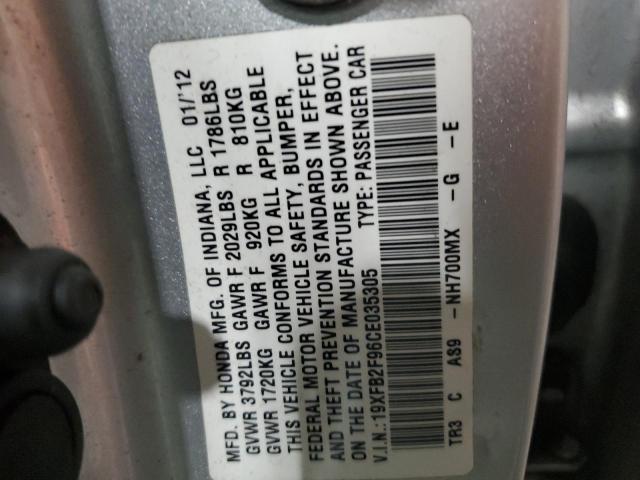 MFD. BY HONDA MFG. OF INDIANA, LLC 01/'12
GVWR 3792LBS GAWR F 2029LBS R 1786LBS
GVWR 1720KG GAWR F 920KG R 810KG
THIS VEHICLE CONFORMS TO ALL APPLICABLE
FEDERAL MOTOR VEHICLE SAFETY, BUMPER,
AND THEFT PREVENTION STANDARDS IN EFFECT
ON THE DATE OF MANUFACTURE SHOWN ABOVE.
V.I.N.:19XFB2F96CE035305 TYPE: PASSENGER CAR
TR3 C AS9 -NH700MX -G -E